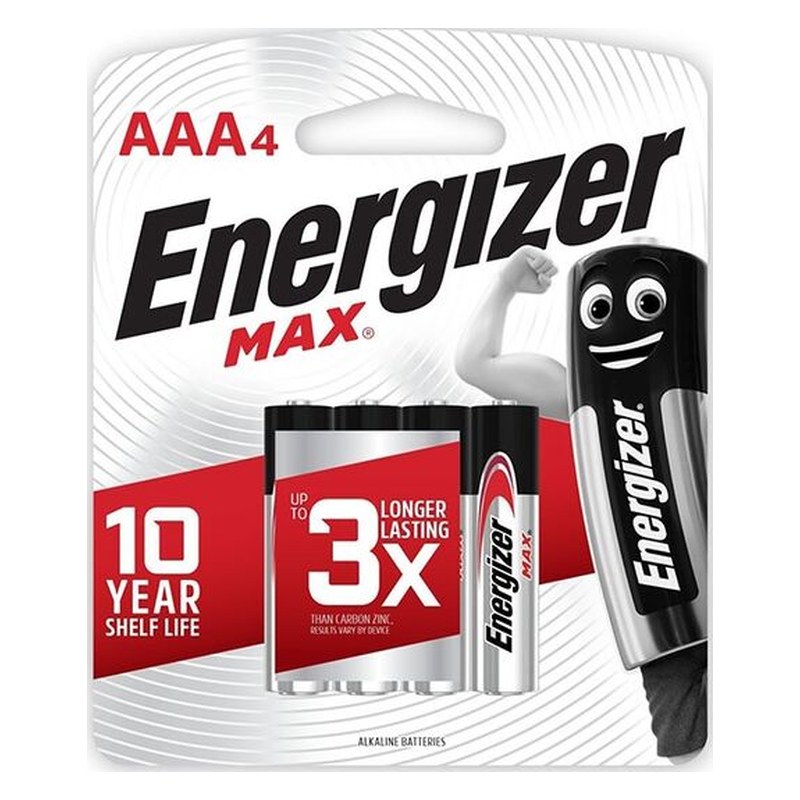 AAA4
Energizer
MAX®
Energizer®
10
YEAR
SHELF LIFE
UP
TO
3X
LONGER
LASTING
THAN CARBON ZINC.
RESULTS VARY BY DEVICE
Energizer
MAX®
ALKALINE BATTERIES